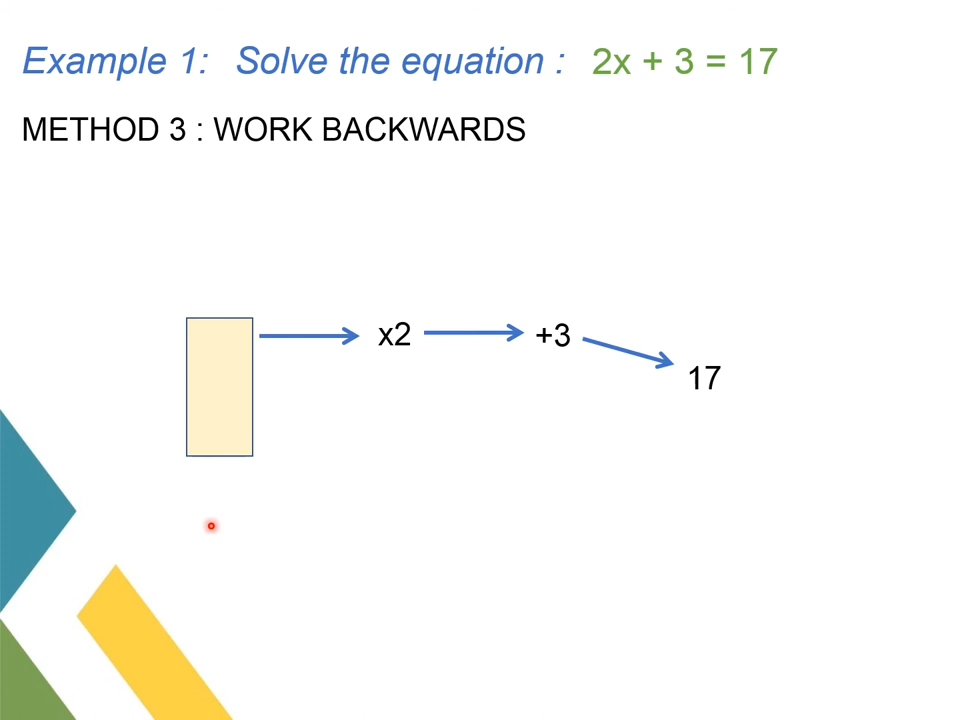 Example 1: Solve the equation : 2x + 3 = 17
METHOD 3 : WORK BACKWARDS
x2 +3
17